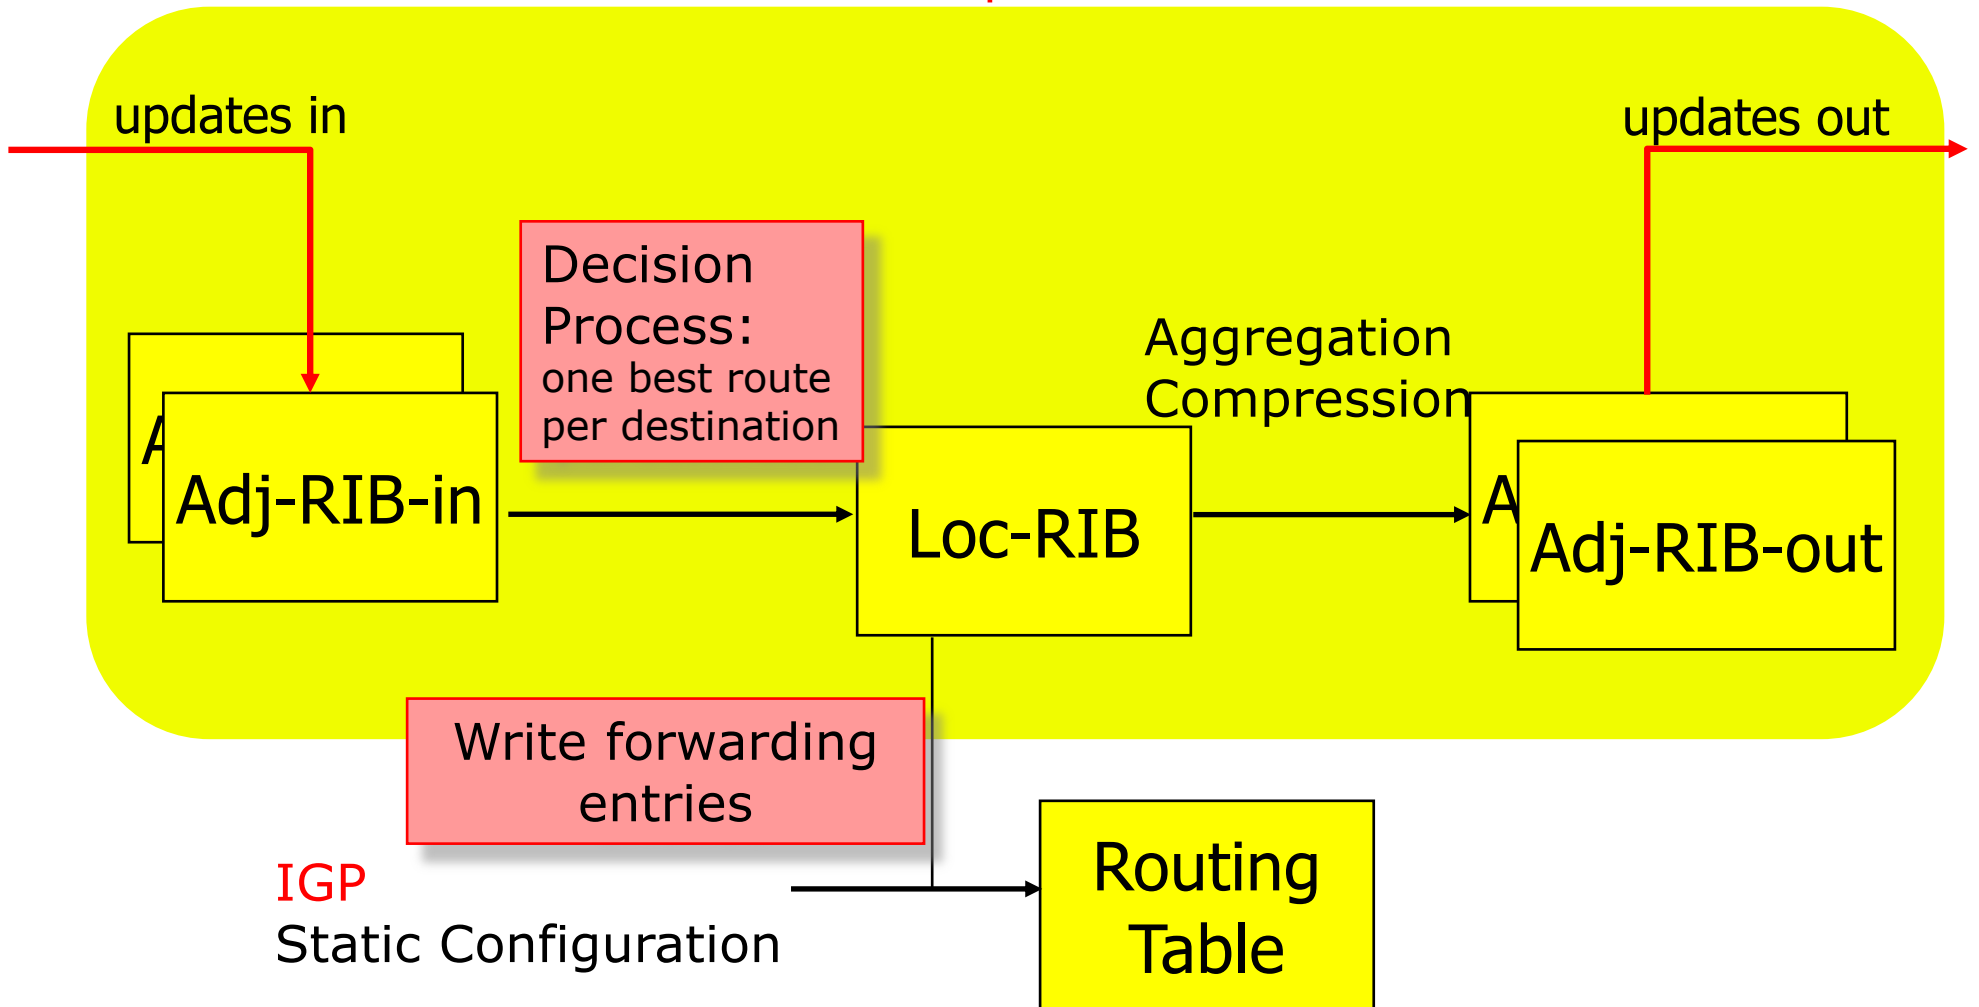 updates in
updates out
Decision
Process:
one best route
per destination
Aggregation
Compression
A
Adj-RIB-in
Loc-RIB
A
Adj-RIB-out
Write forwarding
entries
IGP
Static Configuration
Routing
Table